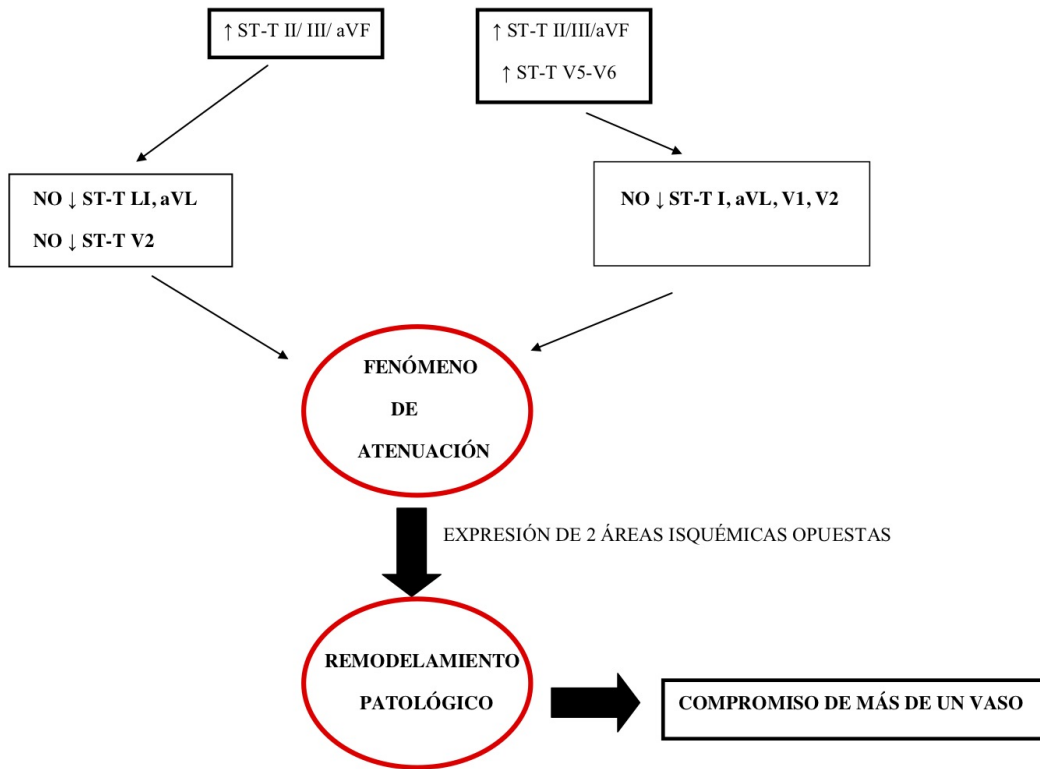 ↑ ST-T II/ III/ aVF
↑ ST-T II/III/aVF
↑ ST-T V5-V6
NO ↓ ST-T LI, aVL
NO ↓ ST-T V2
NO ↓ ST-T I, aVL, V1, V2
FENÓMENO
DE
ATENUACIÓN
EXPRESIÓN DE 2 ÁREAS ISQUÉMICAS OPUESTAS
REMODELAMIENTO
PATOLÓGICO
COMPROMISO DE MÁS DE UN VASO